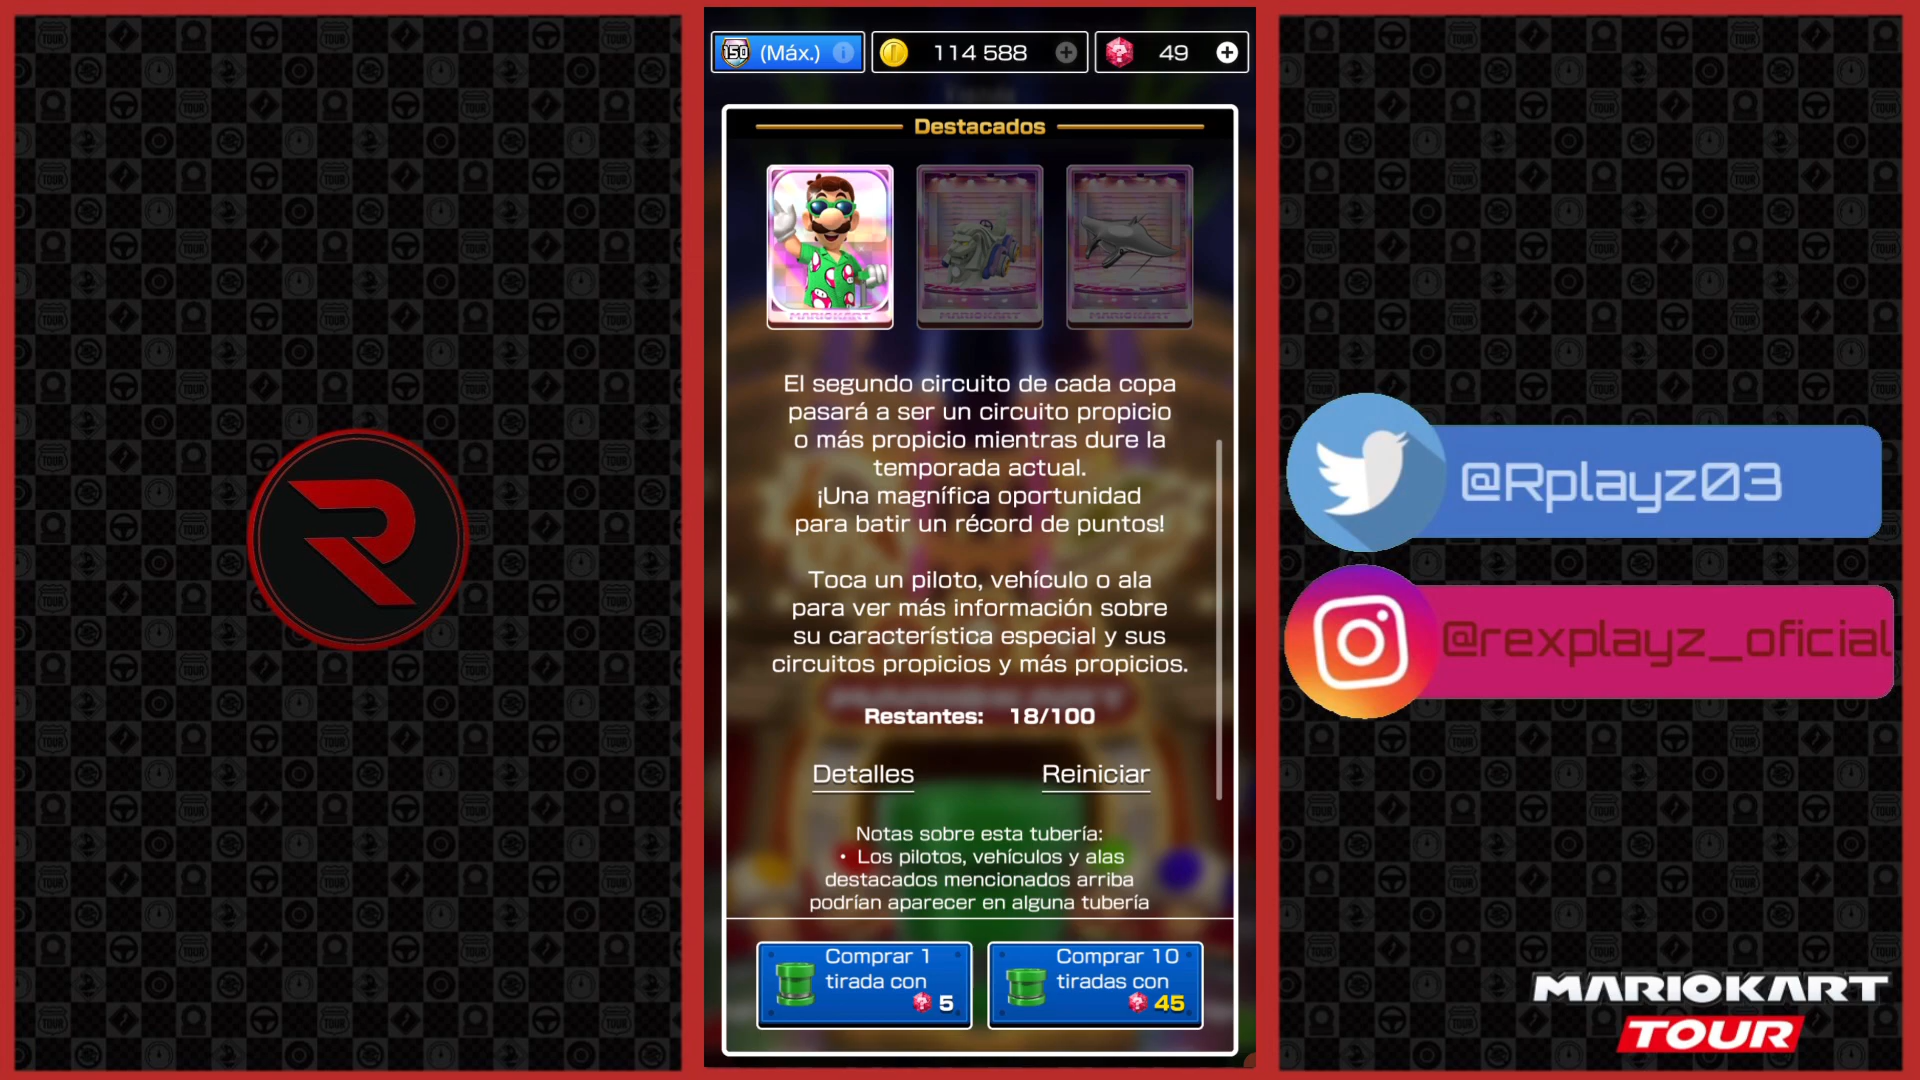 150 (Máx.) i
114 588
49
Destacados
MARIOKART
MARIOKART
MARIOKART
El segundo circuito de cada copa
pasará a ser un circuito propicio
o más propicio mientras dure la
temporada actual.
¡Una magnífica oportunidad
para batir un récord de puntos!
Toca un piloto, vehículo o ala
para ver más información sobre
su característica especial y sus
circuitos propicios y más propicios.
Restantes: 18/100
Detalles
Reiniciar
Notas sobre esta tubería:
• Los pilotos, vehículos y alas
destacados mencionados arriba
podrían aparecer en alguna tubería
Comprar 1
tirada con
5
Comprar 10
tiradas con
45
@Rplayz03
@rexplayz_oficial
MARIOKART
TOUR